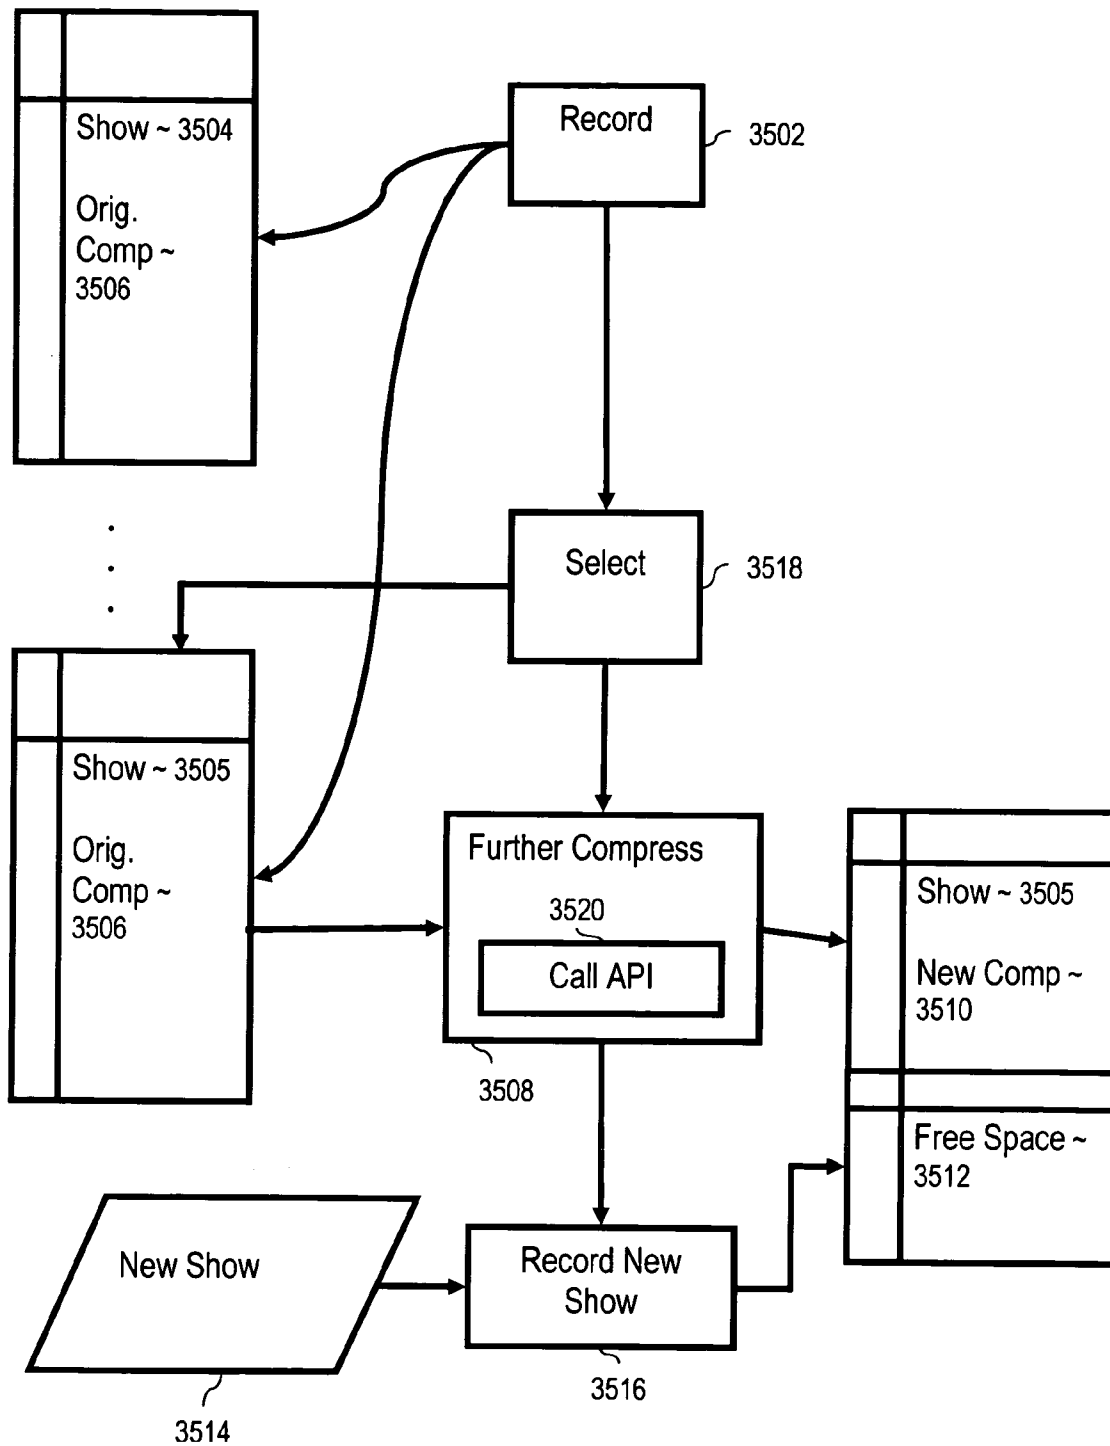 Show ~ 3504
Orig.
Comp ~
3506
Record
3502
Select
3518
Show ~ 3505
Orig.
Comp ~
3506
Further Compress
3520
Call API
3508
Show ~ 3505
New Comp ~
3510
Free Space ~
3512
New Show
3514
Record New
Show
3516